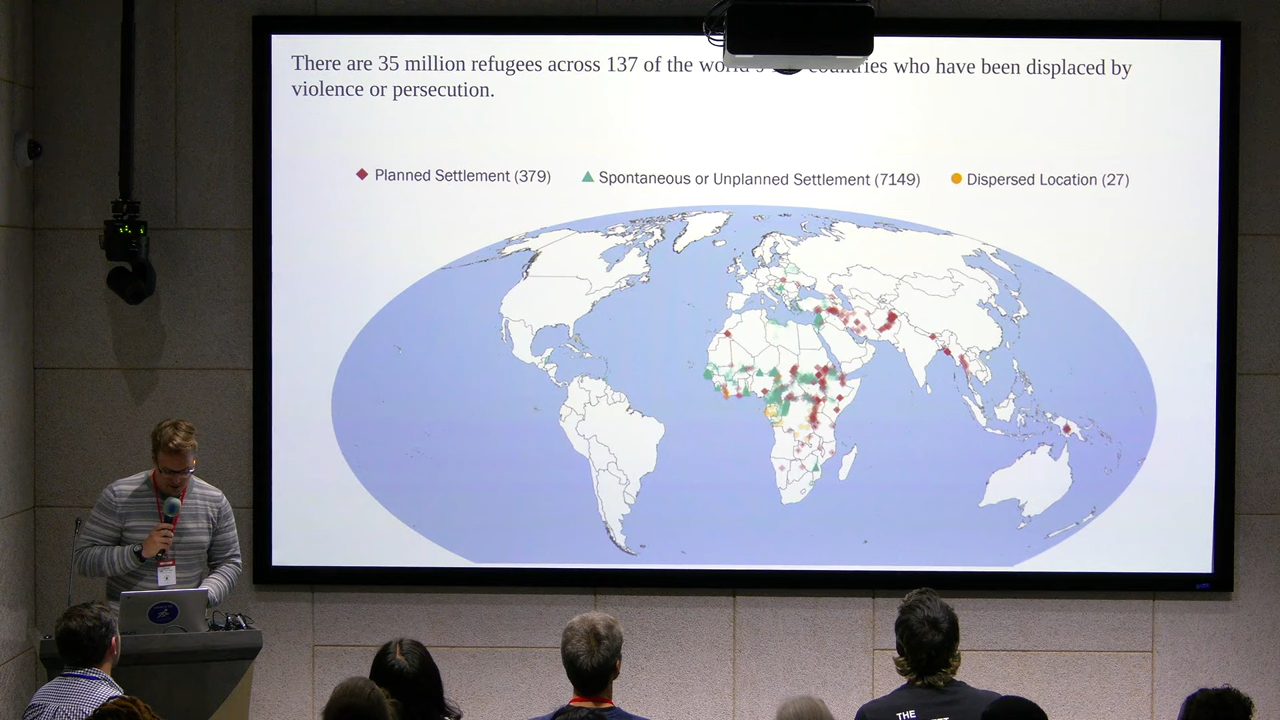 There are 35 million refugees across 137 of the world's countries who have been displaced by
violence or persecution.
Planned Settlement (379)
Spontaneous or Unplanned Settlement (7149)
Dispersed Location (27)
THE